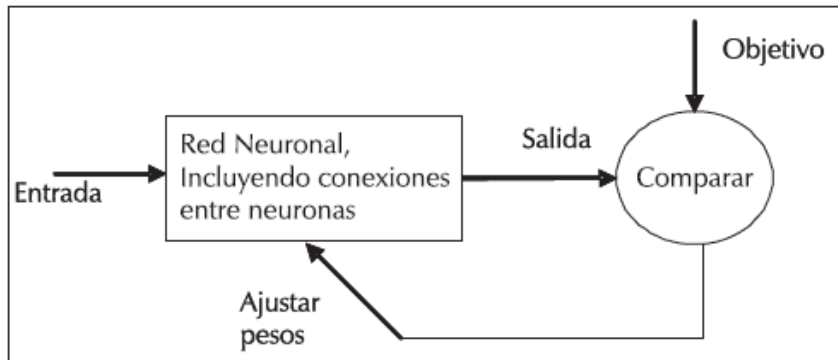 Objetivo
Red Neuronal,
Incluyendo conexiones
entre neuronas
Salida
Comparar
Entrada
Ajustar
pesos